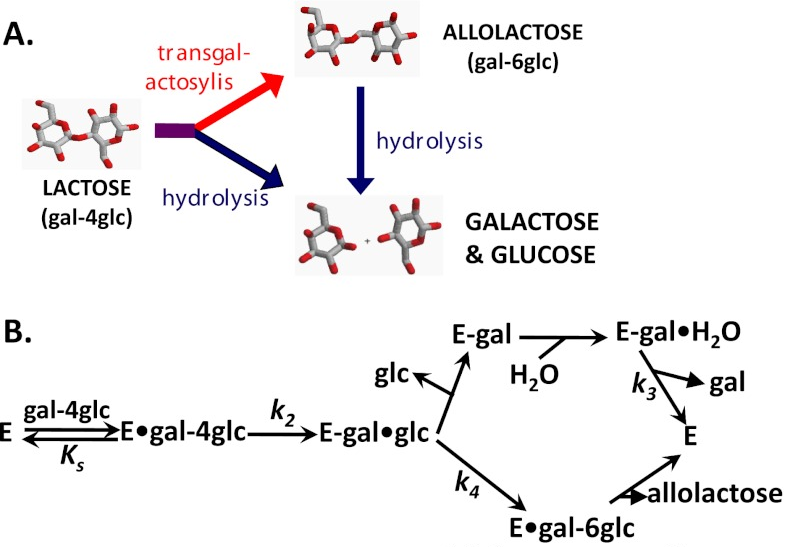 A.
transgal-
actosylis
ALLOLACTOSE
(gal-6glc)
hydrolysis
LACTOSE
(gal-4glc)
hydrolysis
+
GALACTOSE
& GLUCOSE
B.
E-gal
E-gal•H2O
glc
H2O
k3
gal
gal-4glc
E
Ks
E•gal-4glc
k2
E-gal•glc
E
k4
allolactose
E•gal-6glc